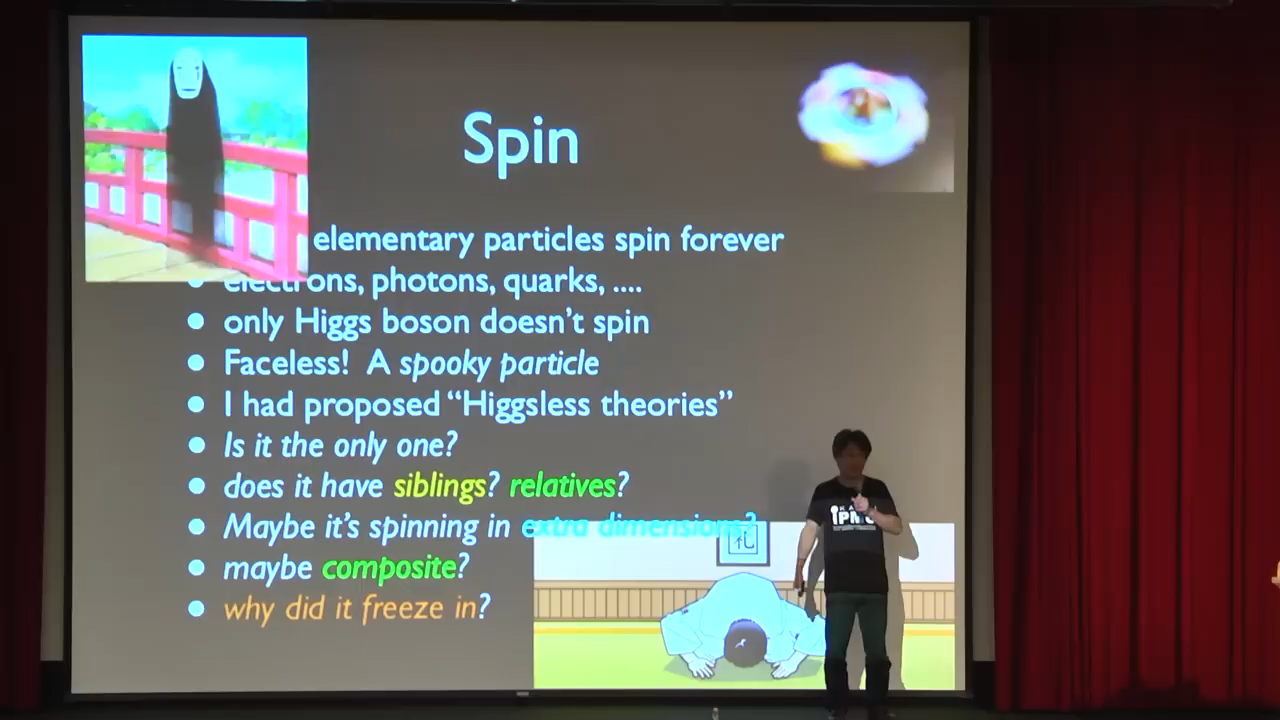 Spin
elementary particles spin forever
electrons, photons, quarks, ....
only Higgs boson doesn't spin
Faceless! A spooky particle
I had proposed “Higgsless theories”
Is it the only one?
does it have siblings? relatives?
Maybe it's spinning in extra dimensions?
礼
maybe composite?
why did it freeze in?